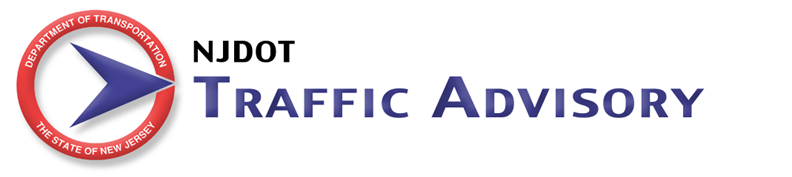 DEPARTMENT OF TRANSPORTATION
THE STATE OF NEW JERSEY
NJDOT
TRAFFIC ADVISORY